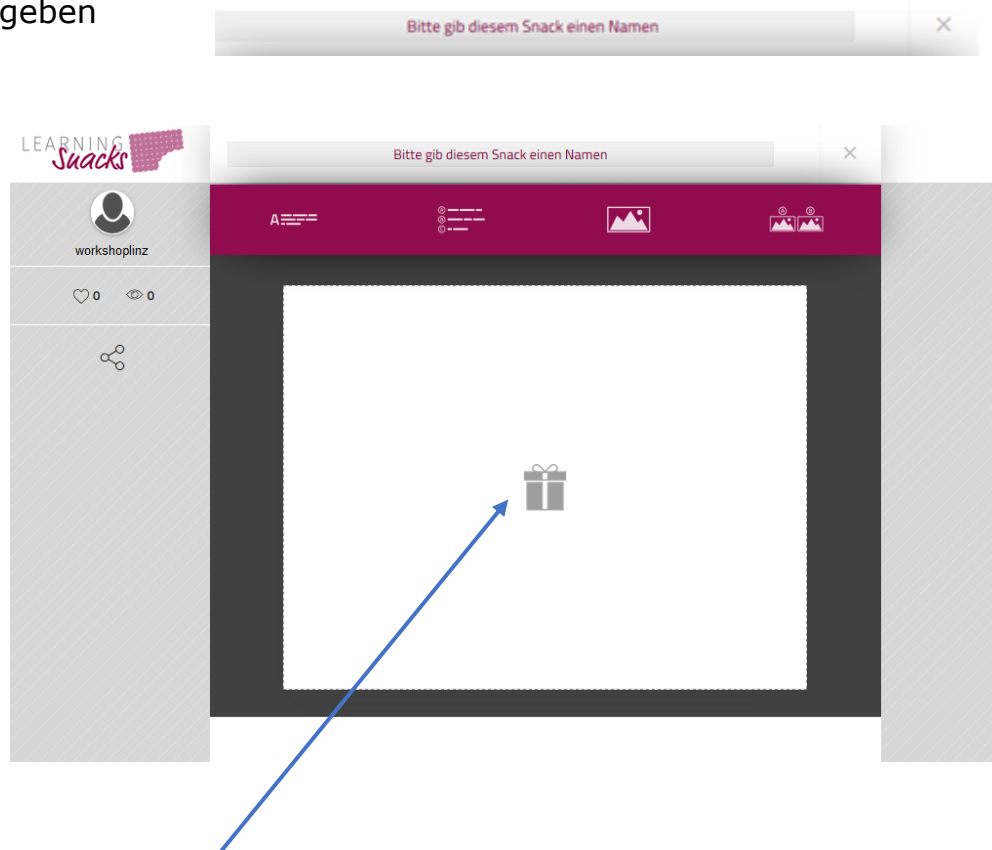 geben
Bitte gib diesem Snack einen Namen
LEARNING
Snacks
Bitte gib diesem Snack einen Namen
workshoplinz
0 0
A
A
B
C
A B